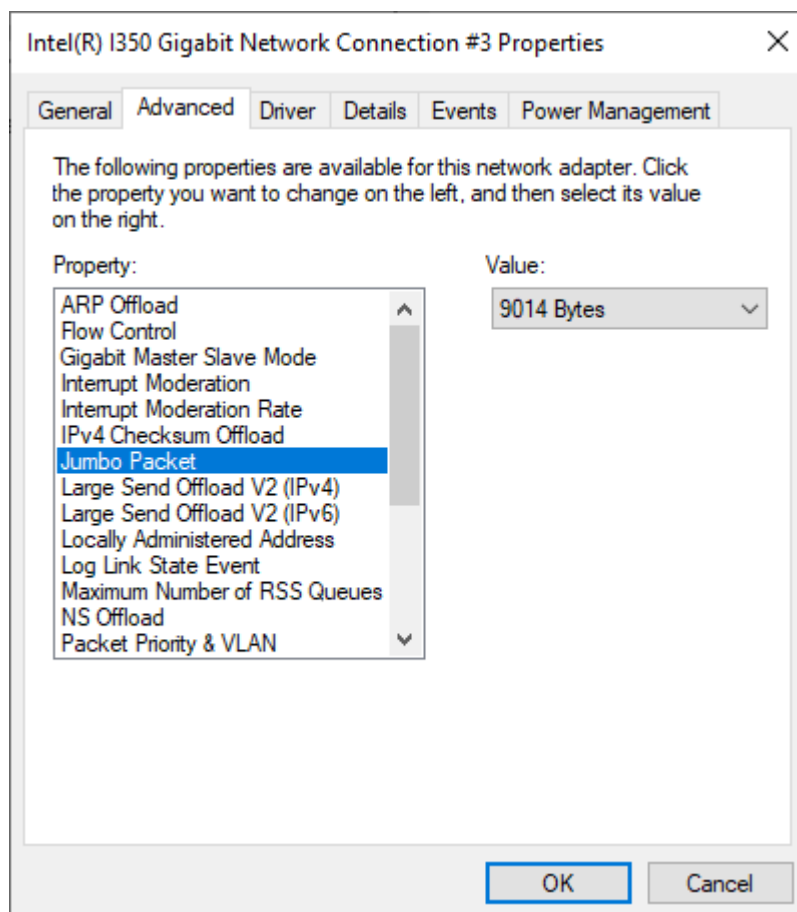 Intel(R) I350 Gigabit Network Connection #3 Properties
General Advanced Driver Details Events Power Management
The following properties are available for this network adapter. Click
the property you want to change on the left, and then select its value
on the right.
Property:
Value:
ARP Offload
9014 Bytes
Flow Control
Gigabit Master Slave Mode
Interrupt Moderation
Interrupt Moderation Rate
IPv4 Checksum Offload
Jumbo Packet
Large Send Offload V2 (IPv4)
Large Send Offload V2 (IPv6)
Locally Administered Address
Log Link State Event
Maximum Number of RSS Queues
NS Offload
Packet Priority & VLAN
OK
Cancel